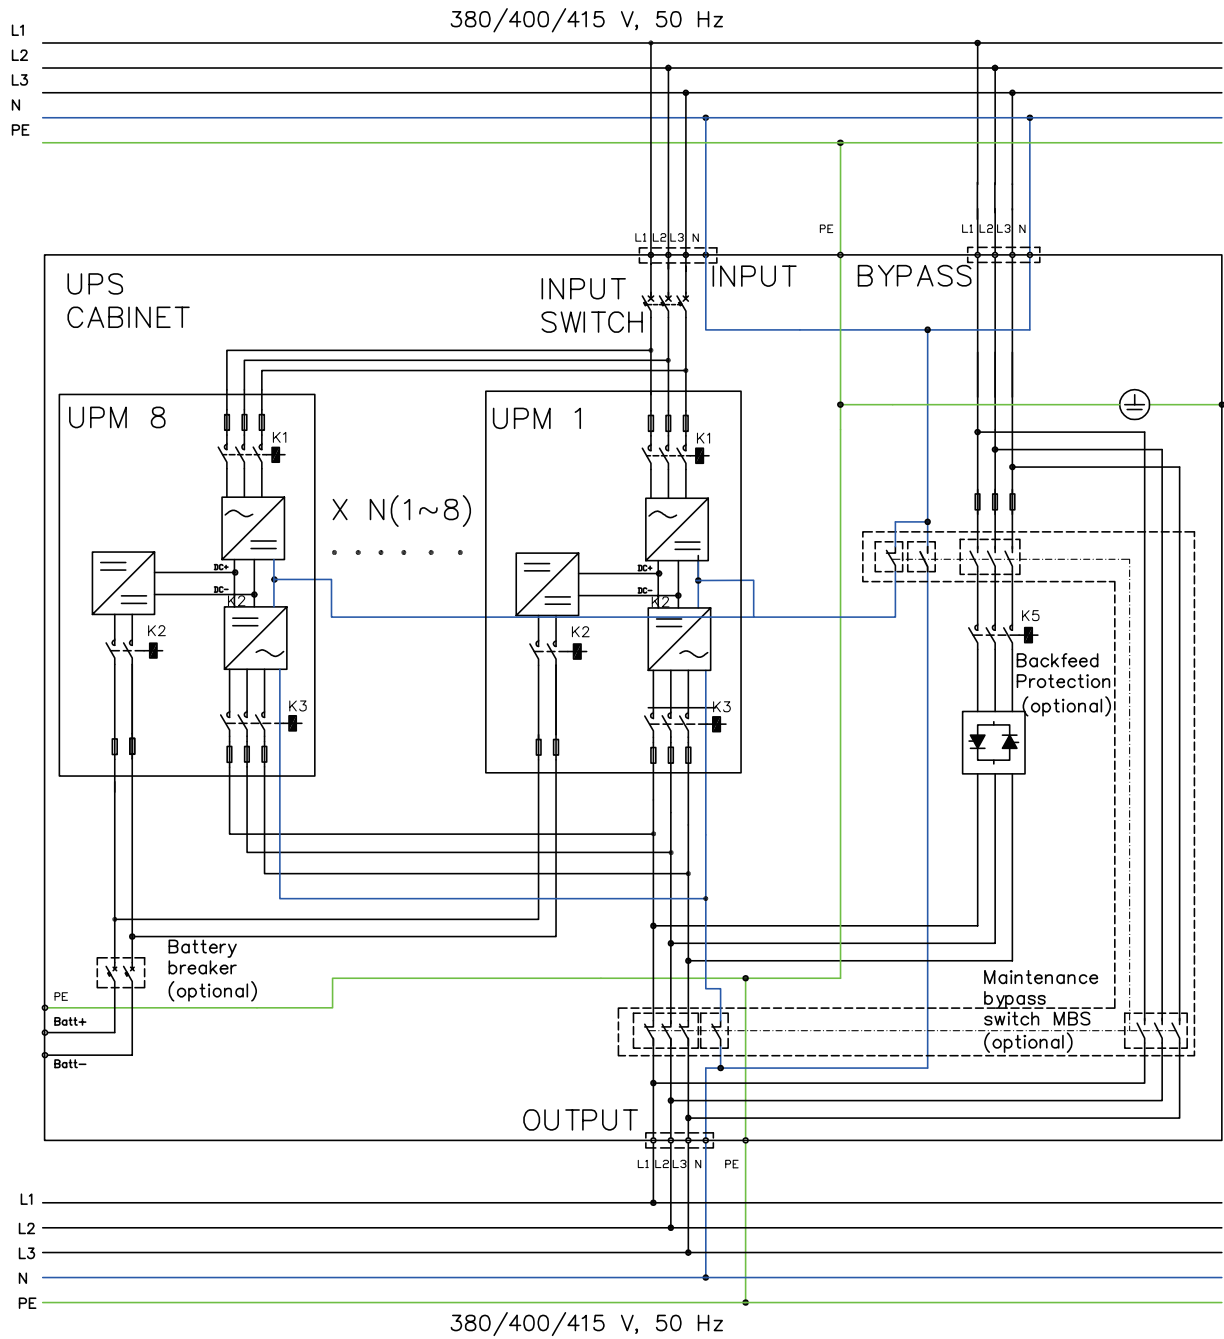 380/400/415 V, 50 Hz
L1
L2
L3
N
PE
PE
L1 L2 L3 N
L1 L2 L3 N
UPS
CABINET
INPUT
SWITCH
INPUT
BYPASS
UPM 8
UPM 1
K1
K1
X N(1~8)
DC+
DC-
K2
DC+
DC-
K2
K2
K2
K5
Backfeed
Protection
(optional)
K3
K3
Battery
breaker
(optional)
PE
Batt+
Batt-
Maintenance
bypass
switch MBS
(optional)
OUTPUT
L1 L2 L3 N PE
L1
L2
L3
N
PE
380/400/415 V, 50 Hz